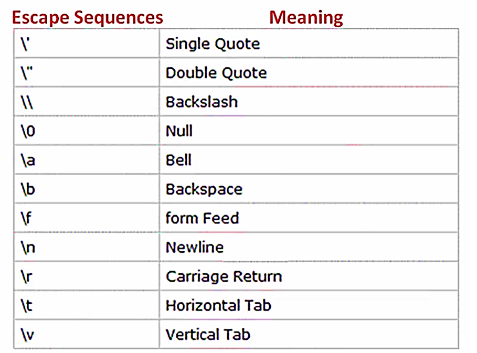 Escape Sequences Meaning
\' Single Quote
\" Double Quote
\\ Backslash
\0 Null
\a Bell
\b Backspace
\f form Feed
\n Newline
\r Carriage Return
\t Horizontal Tab
\v Vertical Tab